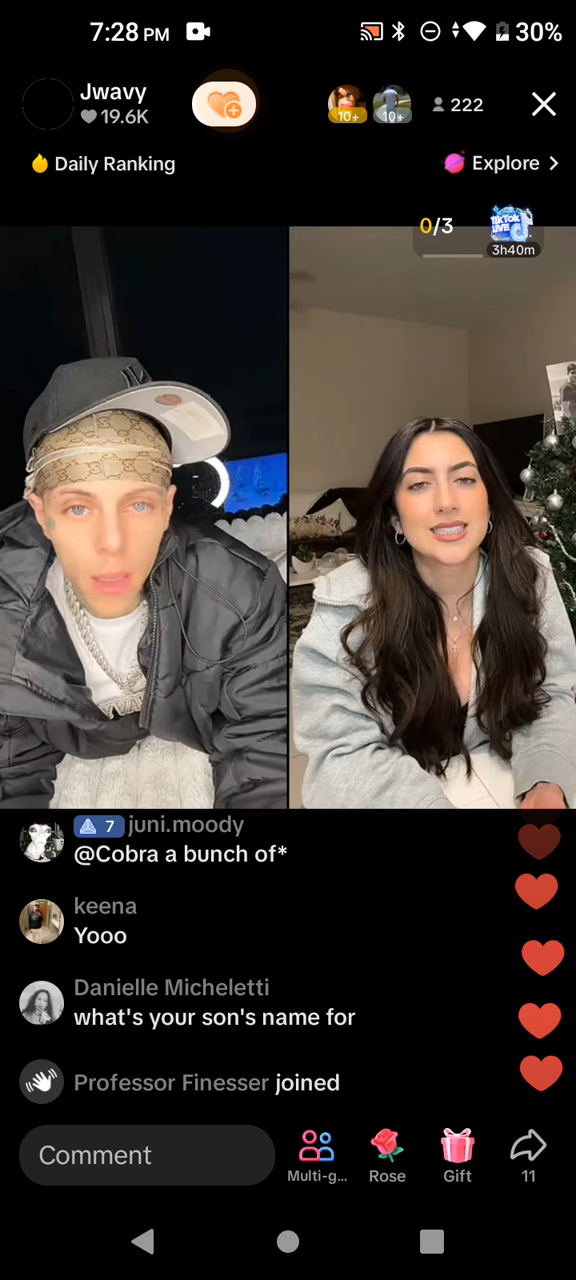 7:28 PM 30%
Jwavy
19.6K
10+ 10+ 222
Daily Ranking Explore
0/3 TikTok LIVE
3h40m
7 juni.moody
@Cobra a bunch of*
keena
Yooo
Danielle Micheletti
what's your son's name for
Professor Finesser joined
Comment
Multi-g... Rose Gift 11